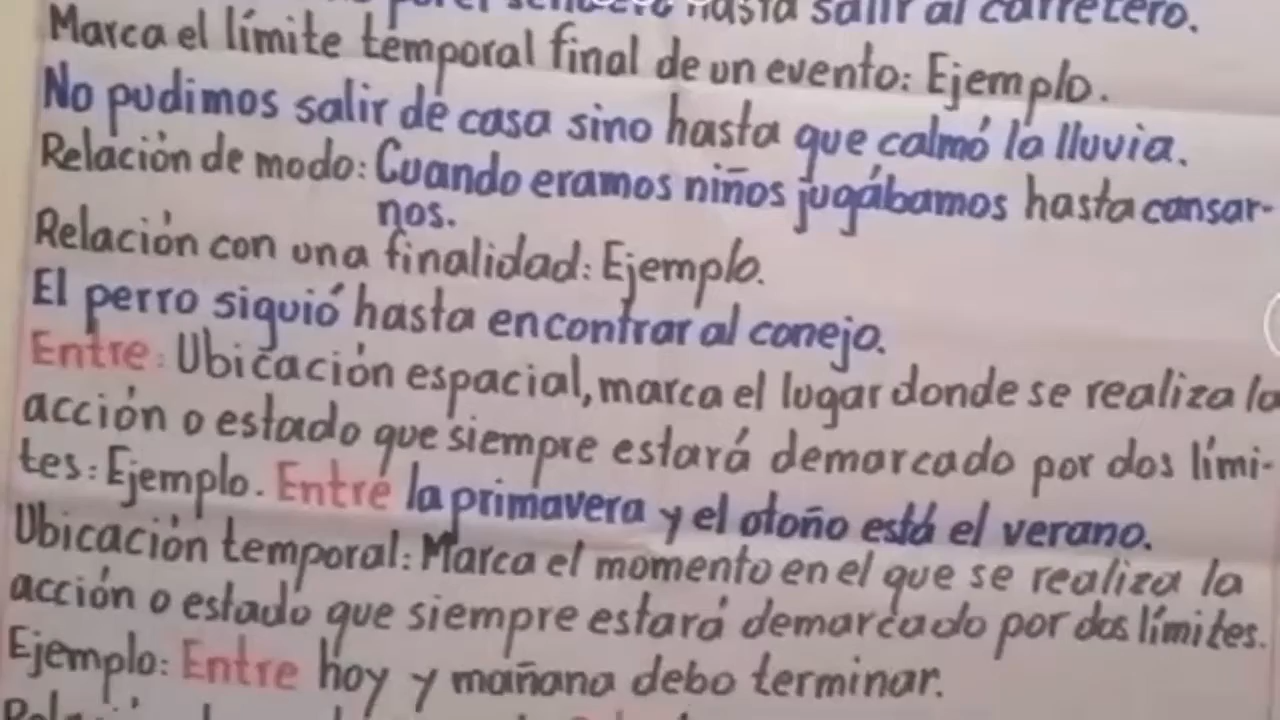 hasta salir al carretero.
Marca el límite temporal final de un evento: Ejemplo.
No pudimos salir de casa sino hasta que calmó la lluvia.
Relación de modo: Cuando eramos niños jugábamos hasta cansar-
nos.
Relación con una finalidad: Ejemplo.
El perro siguió hasta encontrar al conejo.
Entre: Ubicación espacial, marca el lugar donde se realiza la
acción o estado que siempre estará demarcado por dos lími-
tes: Ejemplo. Entre la primavera y el otoño está el verano.
Ubicación temporal: Marca el momento en el que se realiza la
acción o estado que siempre estará demarcado por dos límites.
Ejemplo: Entre hoy y mañana debo terminar.